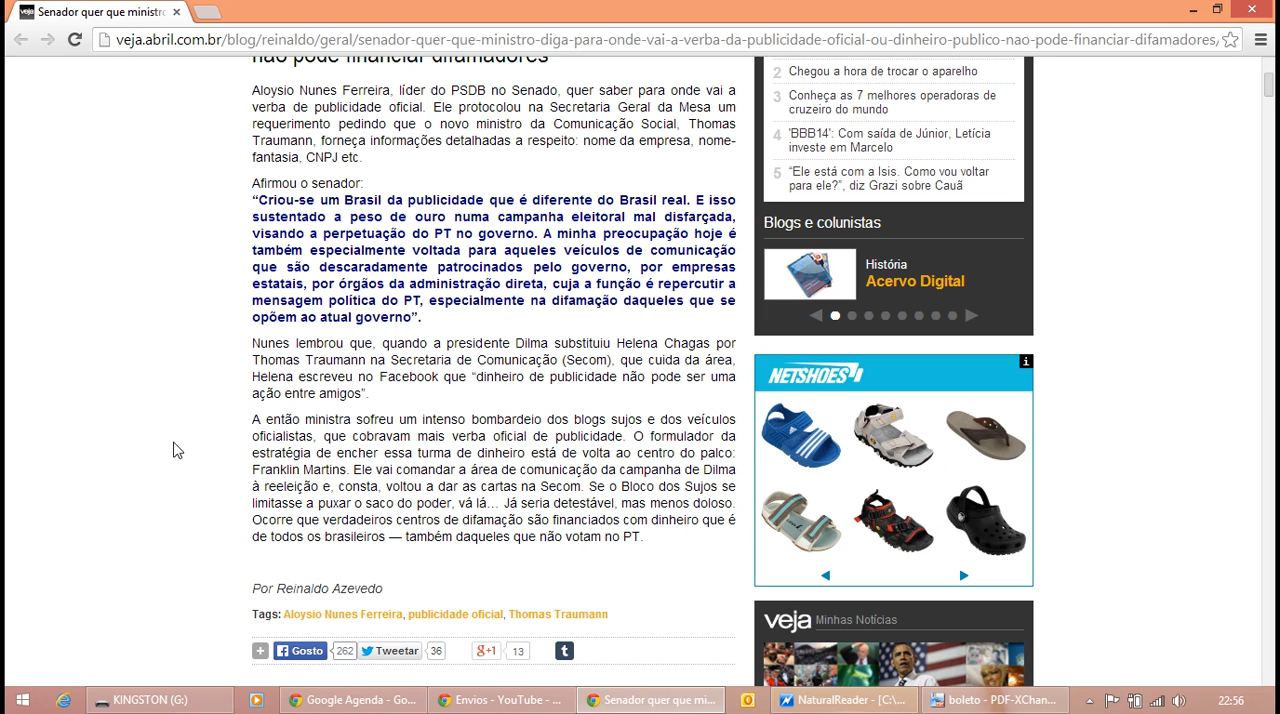 veja Senador quer que ministro
veja.abril.com.br/blog/reinaldo/geral/senador-quer-que-ministro-diga-para-onde-vai-a-verba-da-publicidade-oficial-ou-dinheiro-publico-nao-pode-financiar-difamadores/
não pode financiar difamadores
Aloysio Nunes Ferreira, líder do PSDB no Senado, quer saber para onde vai a
verba de publicidade oficial. Ele protocolou na Secretaria Geral da Mesa um
requerimento pedindo que o novo ministro da Comunicação Social, Thomas
Traumann, forneça informações detalhadas a respeito: nome da empresa, nome-
fantasia, CNPJ etc.
Afirmou o senador:
“Criou-se um Brasil da publicidade que é diferente do Brasil real. E isso
sustentado a peso de ouro numa campanha eleitoral mal disfarçada,
visando a perpetuação do PT no governo. A minha preocupação hoje é
também especialmente voltada para aqueles veículos de comunicação
que são descaradamente patrocinados pelo governo, por empresas
estatais, por órgãos da administração direta, cuja a função é repercutir a
mensagem política do PT, especialmente na difamação daqueles que se
opõem ao atual governo”.
Nunes lembrou que, quando a presidente Dilma substituiu Helena Chagas por
Thomas Traumann na Secretaria de Comunicação (Secom), que cuida da área,
Helena escreveu no Facebook que “dinheiro de publicidade não pode ser uma
ação entre amigos”.
A então ministra sofreu um intenso bombardeio dos blogs sujos e dos veículos
oficialistas, que cobravam mais verba oficial de publicidade. O formulador da
estratégia de encher essa turma de dinheiro está de volta ao centro do palco:
Franklin Martins. Ele vai comandar a área de comunicação da campanha de Dilma
à reeleição e, consta, voltou a dar as cartas na Secom. Se o Bloco dos Sujos se
limitasse a puxar o saco do poder, vá lá… Já seria detestável, mas menos doloso.
Ocorre que verdadeiros centros de difamação são financiados com dinheiro que é
de todos os brasileiros — também daqueles que não votam no PT.
Por Reinaldo Azevedo
Tags: Aloysio Nunes Ferreira, publicidade oficial, Thomas Traumann
+ Gosto 262 Tweetar 36 g+1 13 t
2 Chegou a hora de trocar o aparelho
3 Conheça as 7 melhores operadoras de
cruzeiro do mundo
4 'BBB14': Com saída de Júnior, Letícia
investe em Marcelo
5 “Ele está com a Isis. Como vou voltar
para ele?”, diz Grazi sobre Cauã
Blogs e colunistas
História
Acervo Digital
NETSHOES
i
veja Minhas Notícias
KINGSTON (G:)
Google Agenda - Go...
Envios - YouTube - ...
Senador quer que mi...
NaturalReader - [C:\...
boleto - PDF-XChan...
22:56